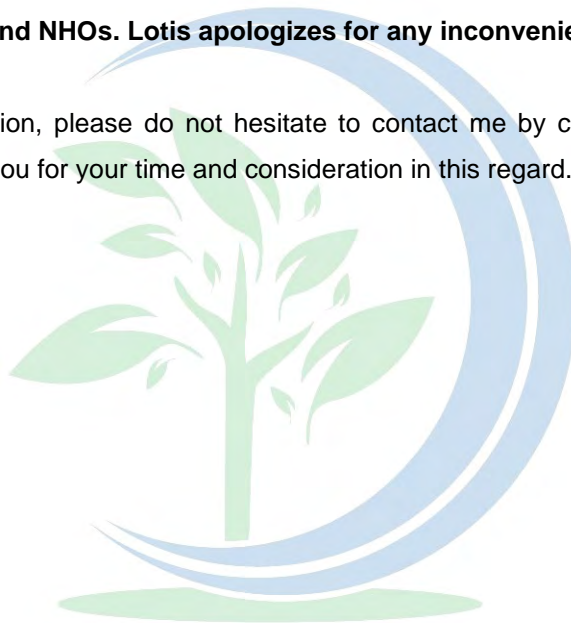 nd NHOs. Lotis apologizes for any inconvenie
ion, please do not hesitate to contact me by c
ou for your time and consideration in this regard.